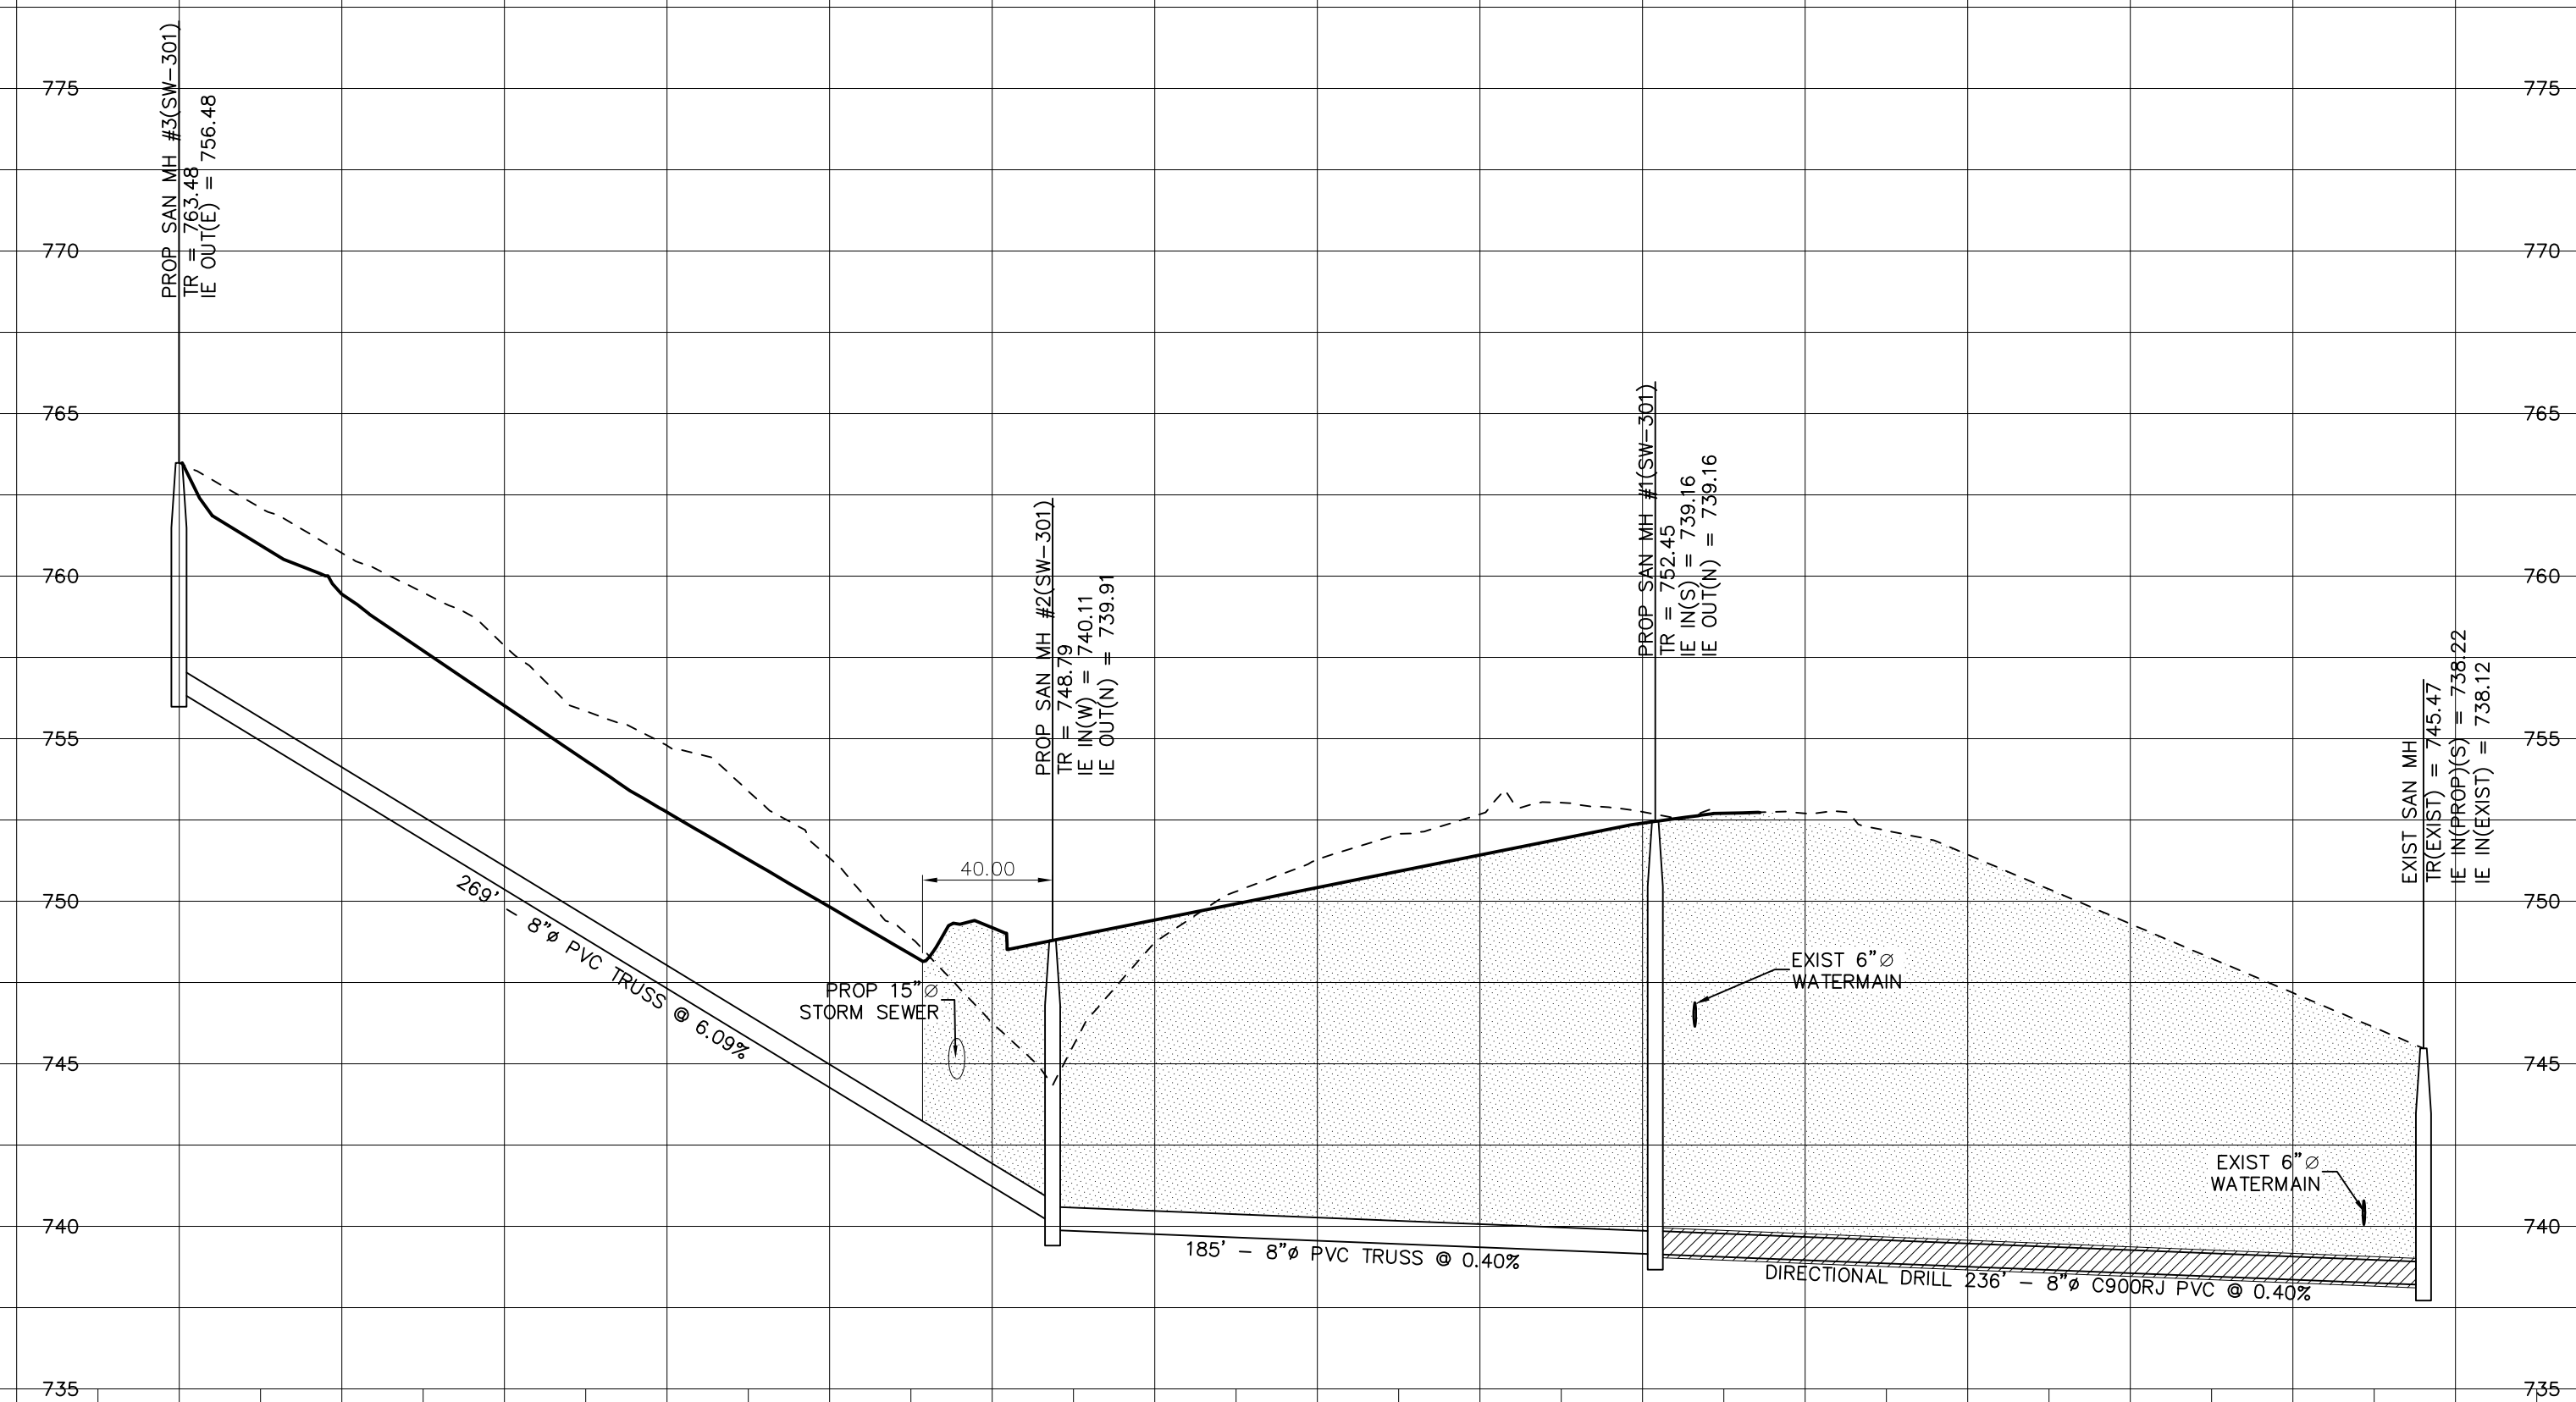 775
770
765
760
755
750
745
740
735
PROP SAN MH #3(SW-301)
TR = 763.48
IE OUT(E) = 756.48
269' - 8"ø PVC TRUSS @ 6.09%
40.00
PROP 15"∅
STORM SEWER
PROP SAN MH #2(SW-301)
TR = 748.79
IE IN(W) = 740.11
IE OUT(N) = 739.91
185' - 8"ø PVC TRUSS @ 0.40%
PROP SAN MH #1(SW-301)
TR = 752.45
IE IN(S) = 739.16
IE OUT(N) = 739.16
EXIST 6"∅
WATERMAIN
DIRECTIONAL DRILL 236' - 8"ø C900RJ PVC @ 0.40%
EXIST 6"∅
WATERMAIN
EXIST SAN MH
TR(EXIST) = 745.47
IE IN(PROP)(S) = 738.22
IE IN(EXIST) = 738.12
775
770
765
760
755
750
745
740
735